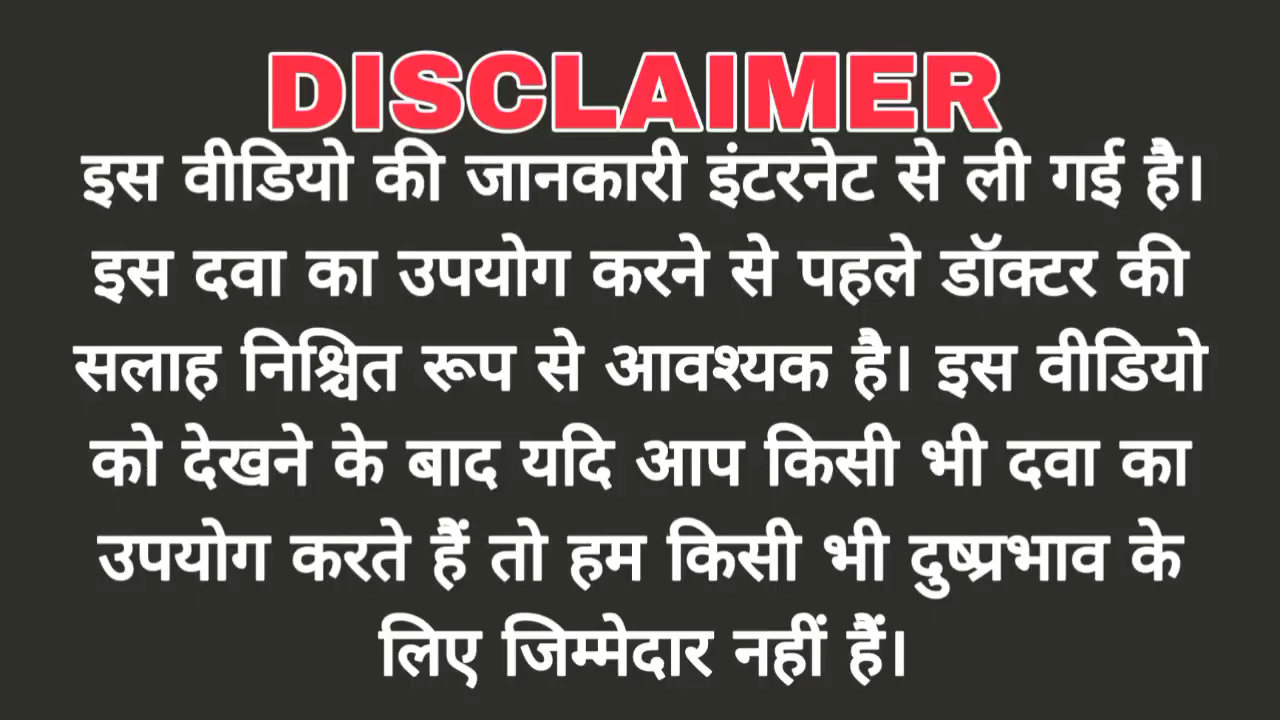 DISCLAIMER
इस वीडियो की जानकारी इंटरनेट से ली गई है।
इस दवा का उपयोग करने से पहले डॉक्टर की
सलाह निश्चित रूप से आवश्यक है। इस वीडियो
को देखने के बाद यदि आप किसी भी दवा का
उपयोग करते हैं तो हम किसी भी दुष्प्रभाव के
लिए जिम्मेदार नहीं हैं।